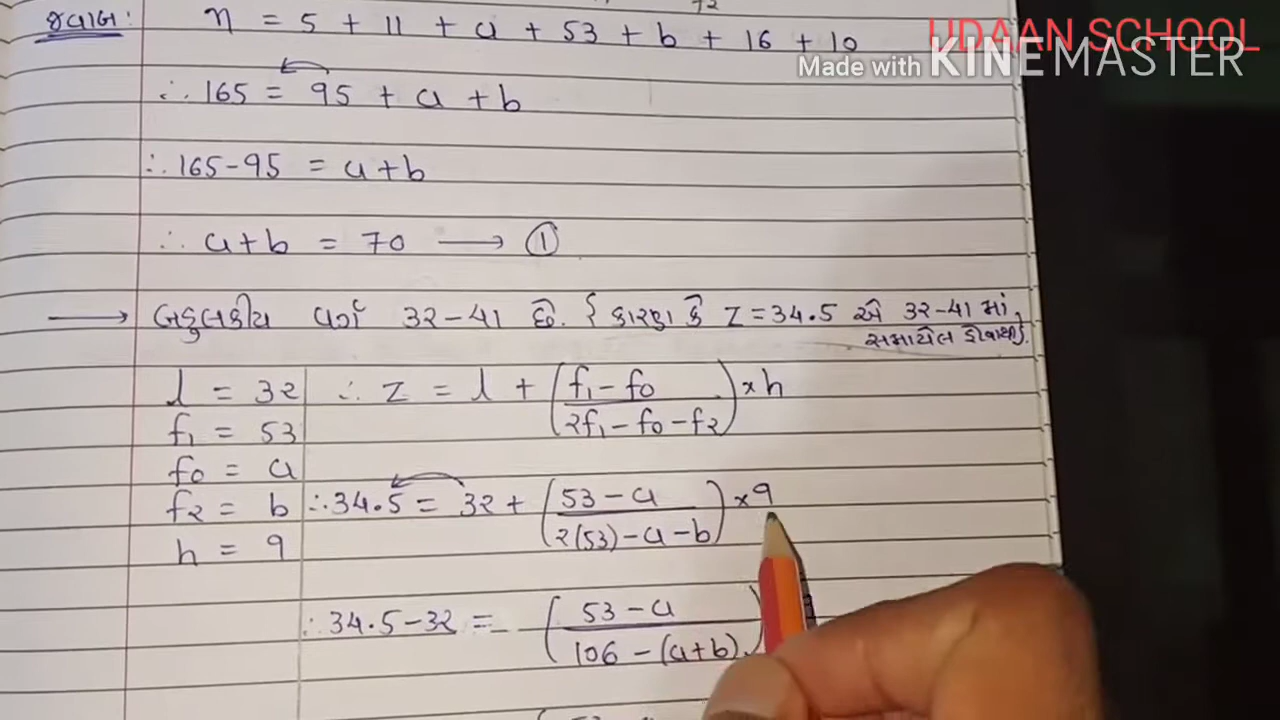 જવાબ: n = 5 + 11 + a + 53 + b + 16 + 10
UDAAN SCHOOL
Made with KINEMASTER
∴ 165 = 95 + a + b
∴ 165 - 95 = a + b
∴ a + b = 70 → ①
→ બહુલકીય વર્ગ 32 - 41 છે. { કારણ કે Z = 34.5 એ 32 - 41 માં
સમાયેલ હોવાથી}.
l = 32 ∴ Z = l + (f₁ - f₀ / 2f₁ - f₀ - f₂) × h
f₁ = 53
f₀ = a
f₂ = b ∴ 34.5 = 32 + (53 - a / 2(53) - a - b) × 9
h = 9
∴ 34.5 - 32 = (53 - a / 106 - (a + b))